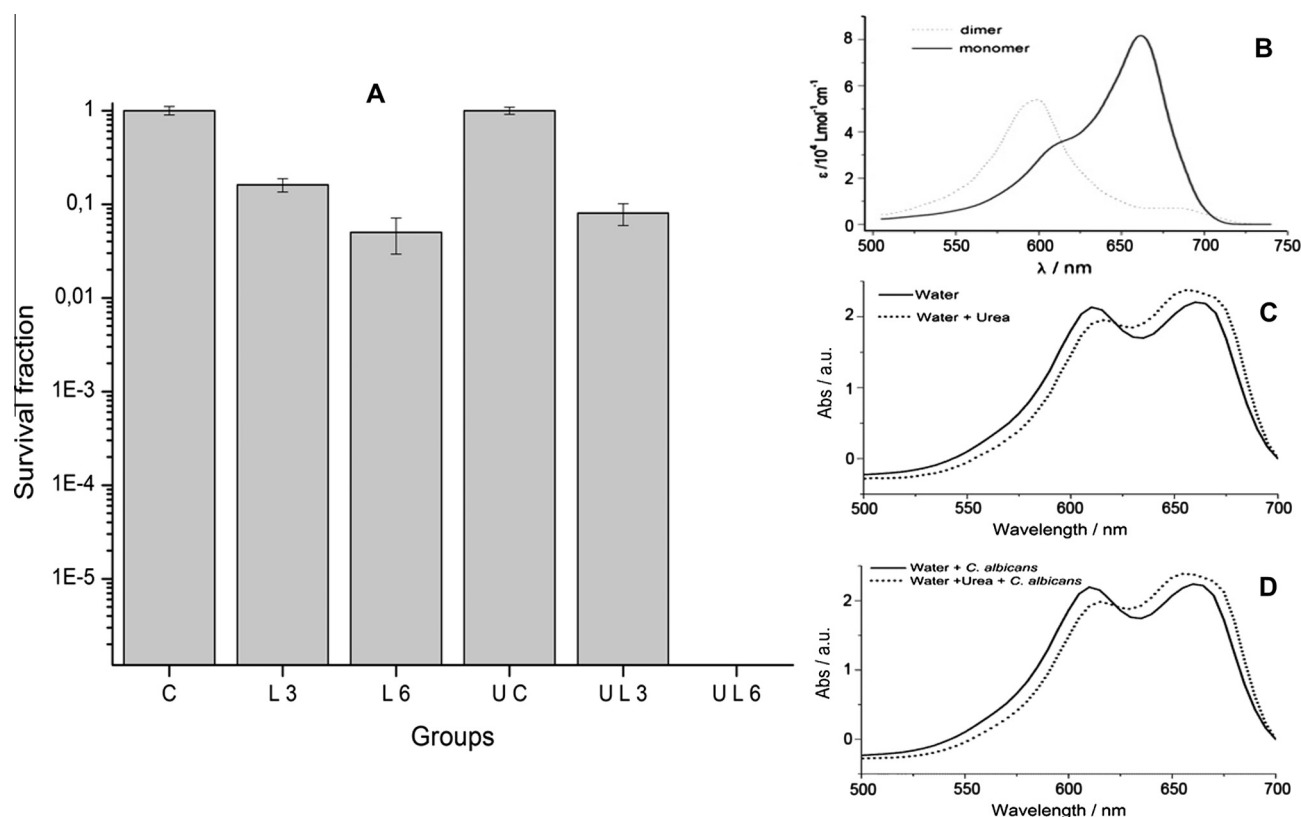 A
1
0,1
0,01
1E-3
1E-4
1E-5
Survival fraction
C L 3 L 6 U C U L 3 U L 6
Groups
B
dimer
monomer
8
6
4
2
0
ε /10⁴ Lmol⁻¹cm⁻¹
500 550 600 650 700 750
λ / nm
C
Water
Water + Urea
2
1
0
Abs / a.u.
500 550 600 650 700
Wavelength / nm
D
Water + C. albicans
Water +Urea + C. albicans
2
1
0
Abs / a.u.
500 550 600 650 700
Wavelength / nm